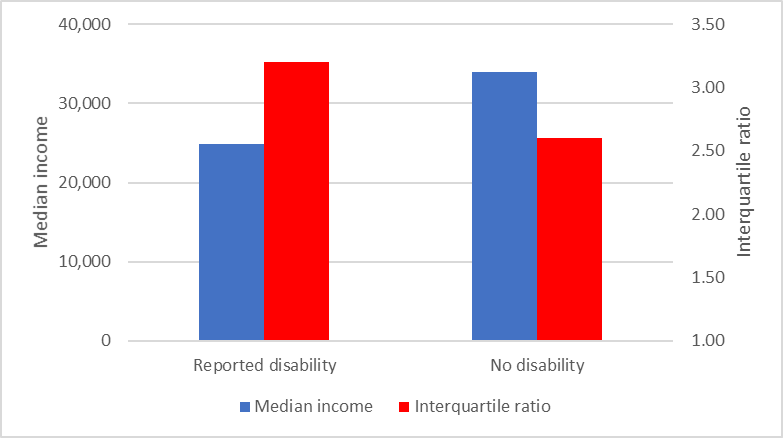 40,000
30,000
20,000
10,000
0
Median income
3.50
3.00
2.50
2.00
1.50
1.00
Interquartile ratio
Reported disability
No disability
Median income
Interquartile ratio